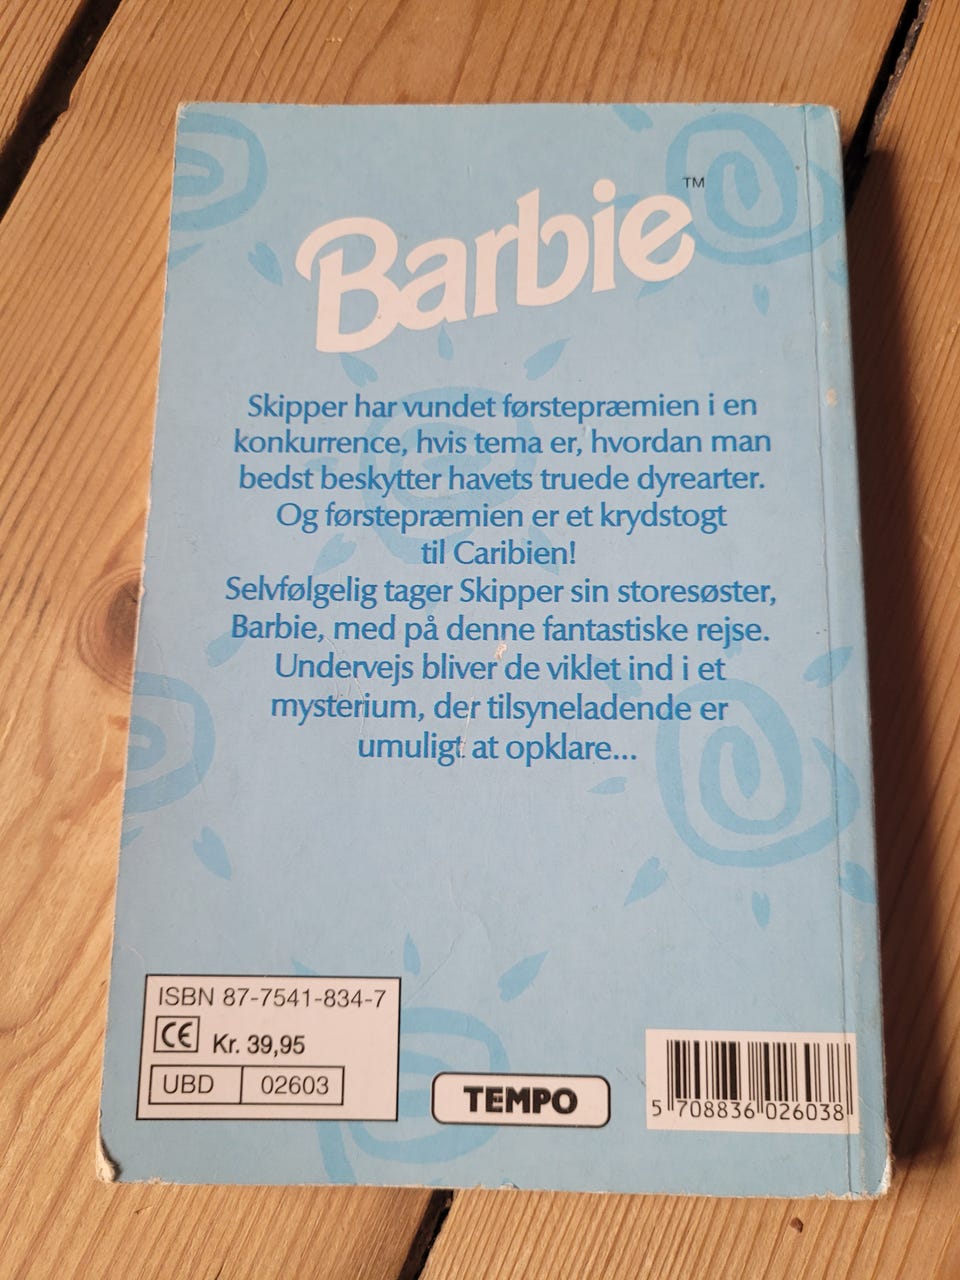 Barbie™
Skipper har vundet førstepræmien i en
konkurrence, hvis tema er, hvordan man
bedst beskytter havets truede dyrearter.
Og førstepræmien er et krydstogt
til Caribien!
Selvfølgelig tager Skipper sin storesøster,
Barbie, med på denne fantastiske rejse.
Undervejs bliver de viklet ind i et
mysterium, der tilsyneladende er
umuligt at opklare...
ISBN 87-7541-834-7
CE Kr. 39,95
UBD 02603
TEMPO
5 708836 026038